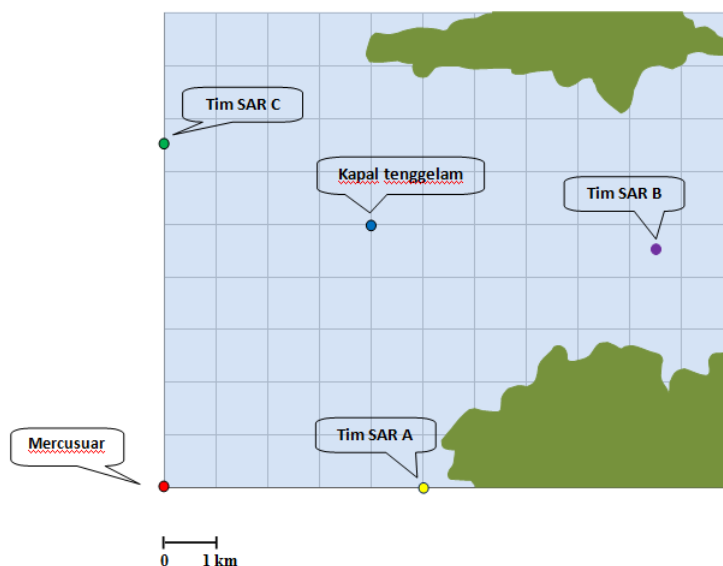 Tim SAR C
Kapal tenggelam
Tim SAR B
Tim SAR A
Mercusuar
0 1 km